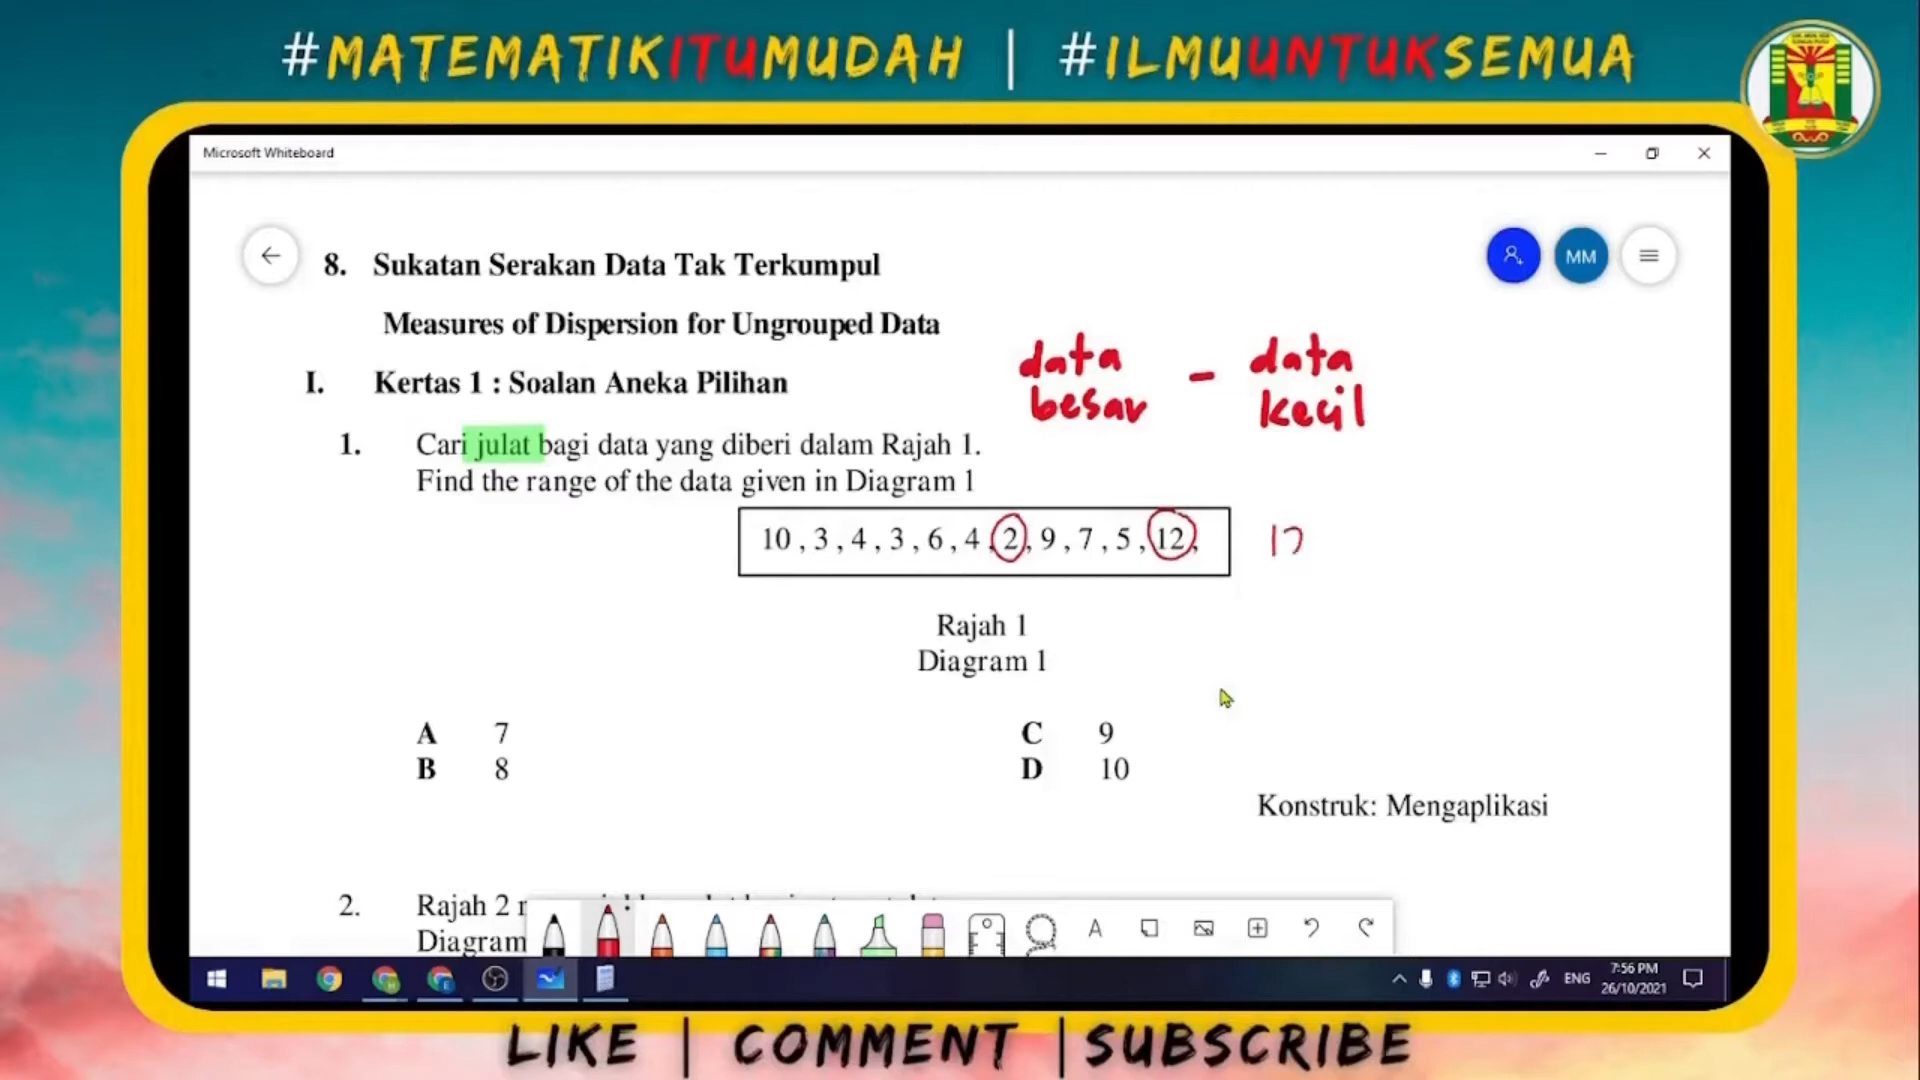 #MATEMATIKITUMUDAH | #ILMUUNTUKSEMUA
Microsoft Whiteboard
8. Sukatan Serakan Data Tak Terkumpul
MM
Measures of Dispersion for Ungrouped Data
data besar - data kecil
I. Kertas 1 : Soalan Aneka Pilihan
1. Cari julat bagi data yang diberi dalam Rajah 1.
Find the range of the data given in Diagram 1
10 , 3 , 4 , 3 , 6 , 4 , 2 , 9 , 7 , 5 , 12 ,
12
Rajah 1
Diagram 1
A 7 C 9
B 8 D 10
Konstruk: Mengaplikasi
2. Rajah 2
Diagram
ENG
7:56 PM
26/10/2021
LIKE | COMMENT | SUBSCRIBE